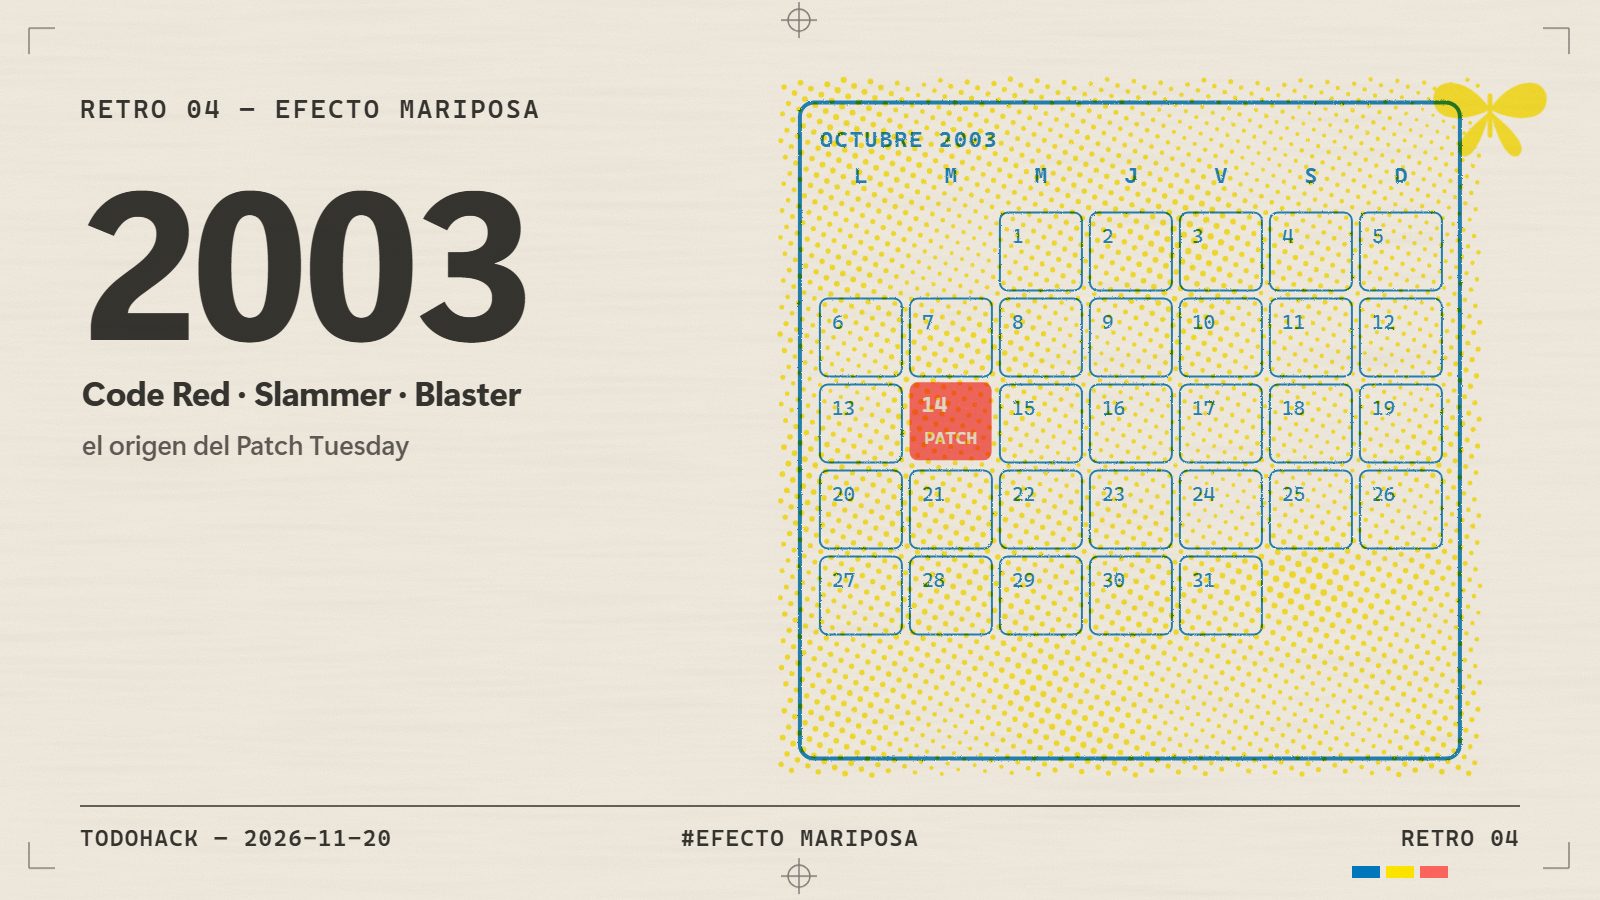 RETRO 04 — EFECTO MARIPOSA
2003
Code Red · Slammer · Blaster
el origen del Patch Tuesday
OCTUBRE 2003
L M M J V S D
1 2 3 4 5
6 7 8 9 10 11 12
13 14 15 16 17 18 19
PATCH
20 21 22 23 24 25 26
27 28 29 30 31
TODOHACK — 2026-11-20
#EFECTO MARIPOSA
RETRO 04